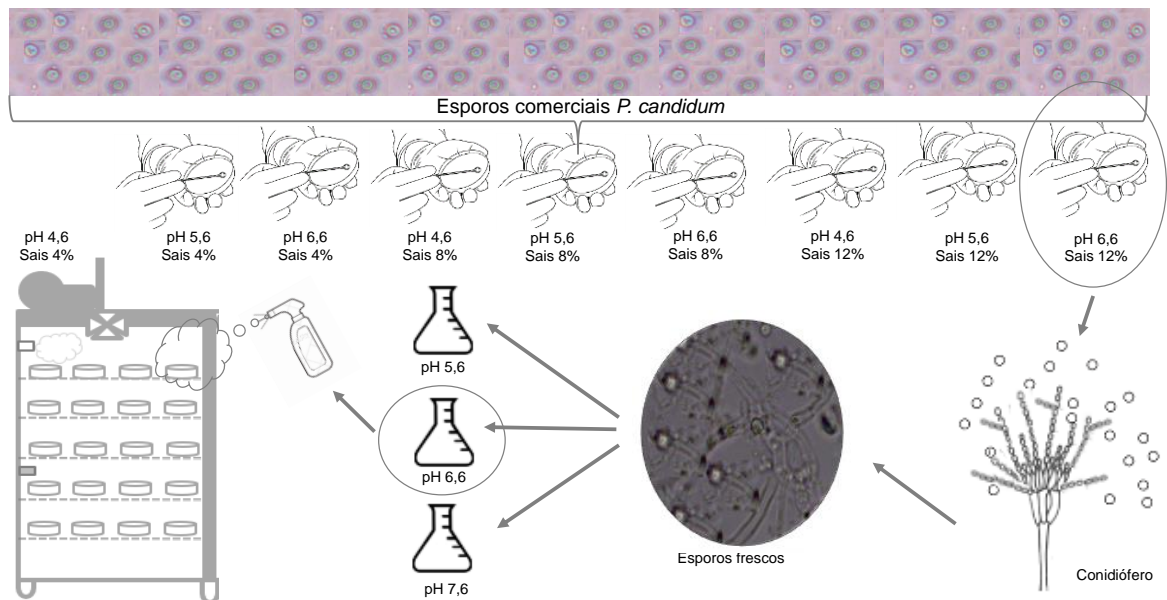 Esporos comerciais P. candidum
pH 4,6
Sais 4%
pH 5,6
Sais 4%
pH 6,6
Sais 4%
pH 4,6
Sais 8%
pH 5,6
Sais 8%
pH 6,6
Sais 8%
pH 4,6
Sais 12%
pH 5,6
Sais 12%
pH 6,6
Sais 12%
pH 5,6
pH 6,6
pH 7,6
Esporos frescos
Conidiófero